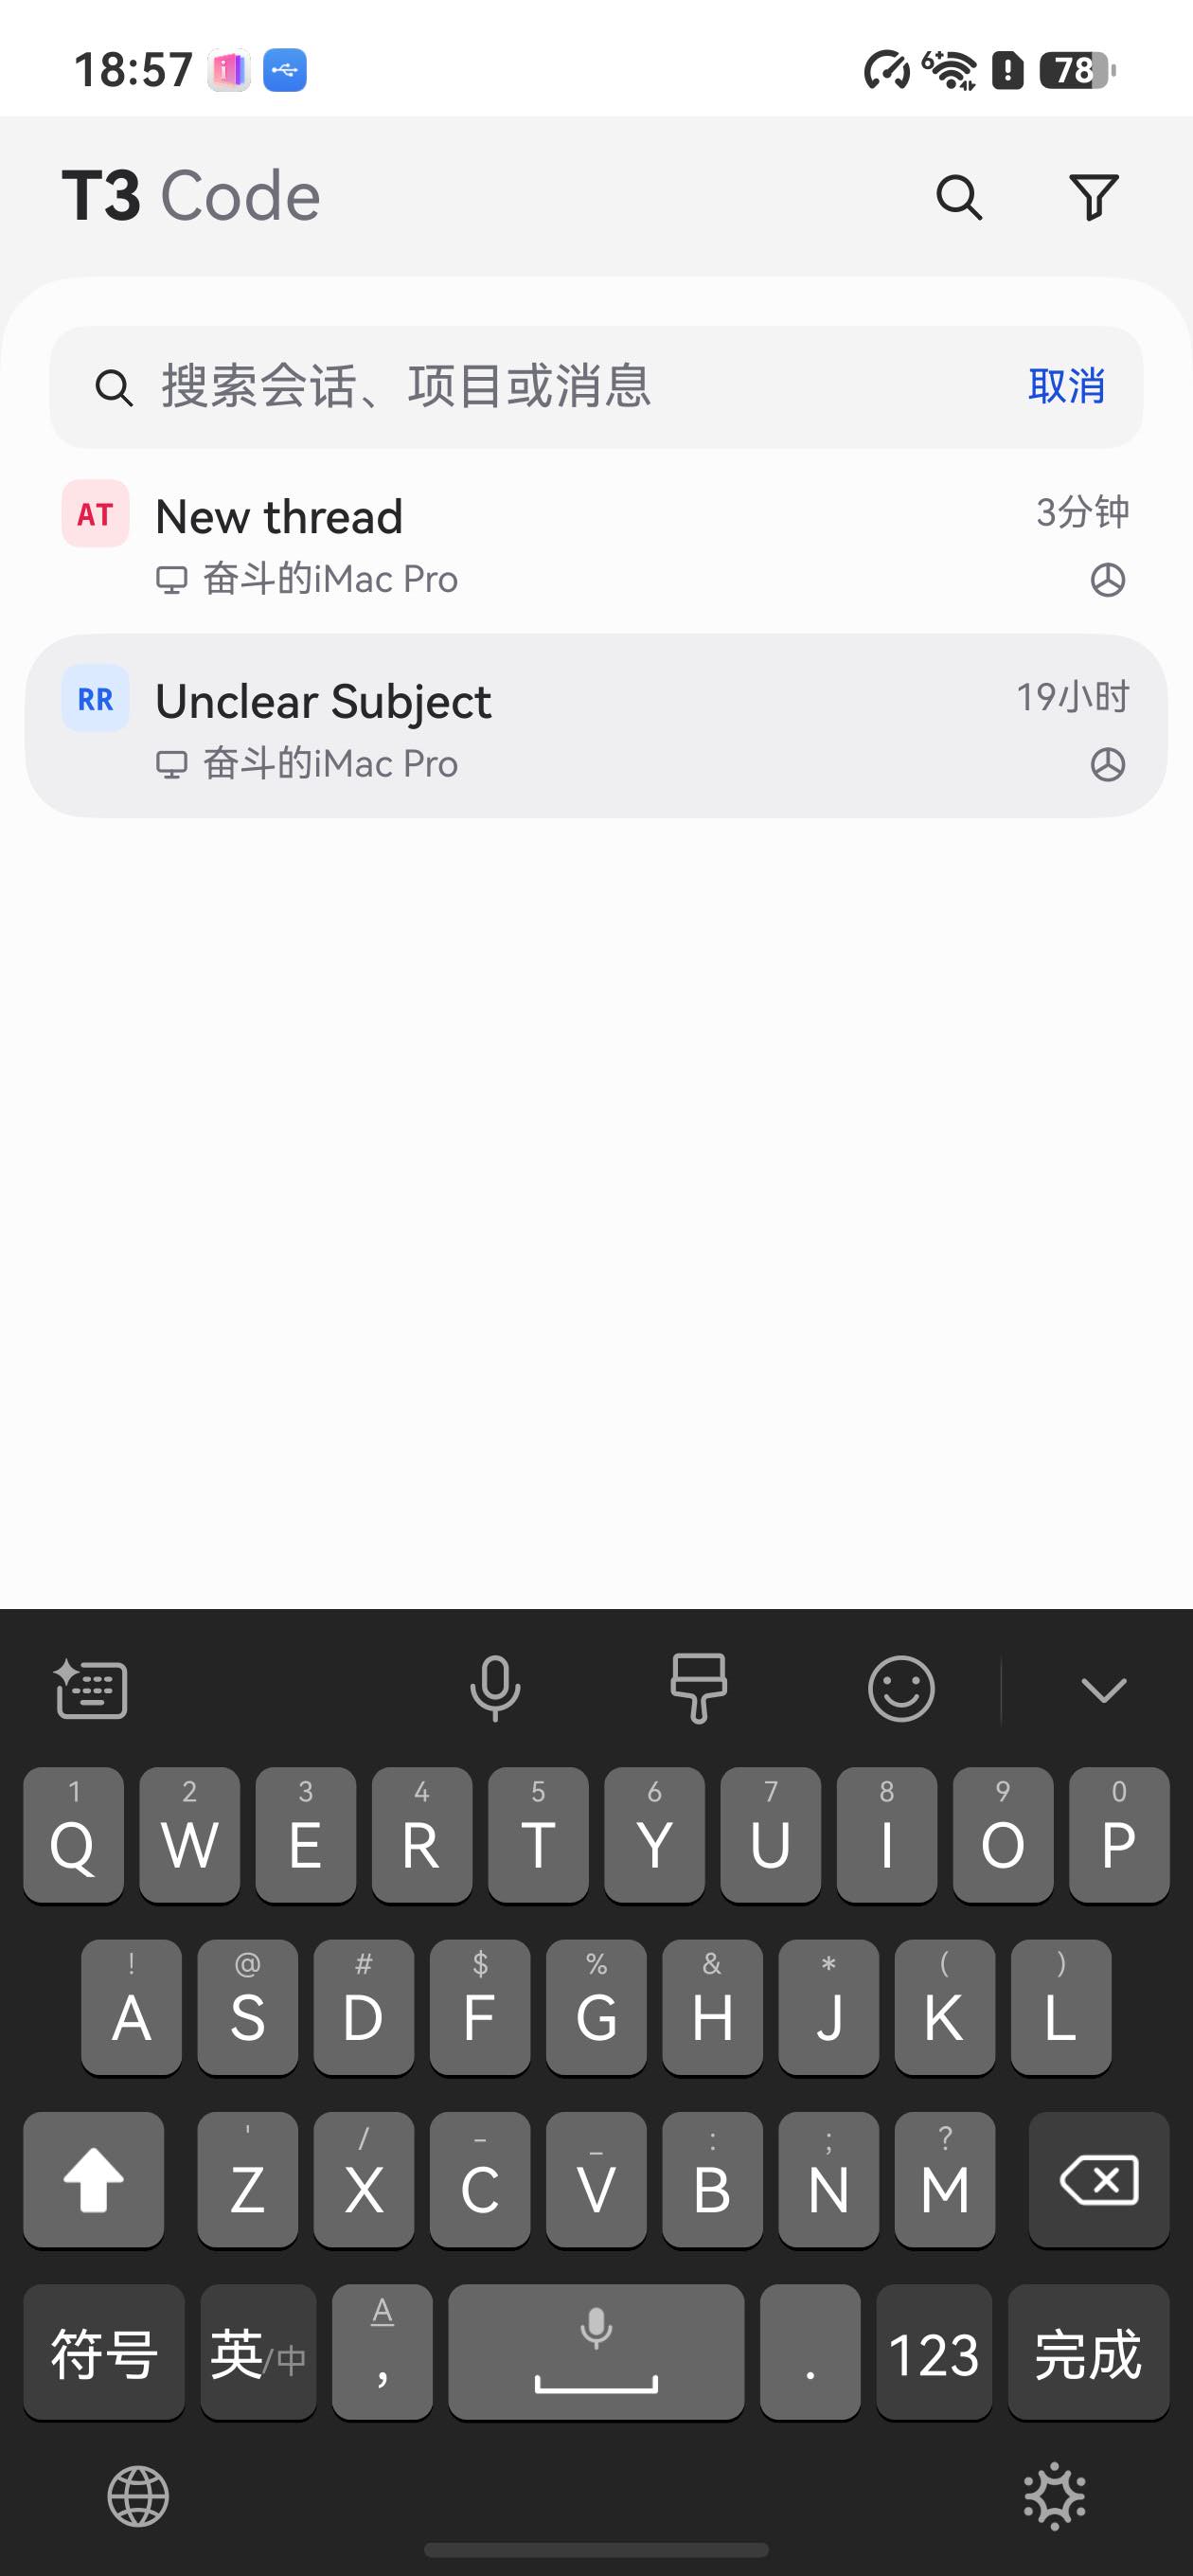 18:57
78
T3 Code
搜索会话、项目或消息 取消
AT New thread 3分钟
奋斗的iMac Pro
RR Unclear Subject 19小时
奋斗的iMac Pro
1 2 3 4 5 6 7 8 9 0
Q W E R T Y U I O P
! @ # $ % & * ( )
A S D F G H J K L
' / - _ : ; ?
Z X C V B N M
符号 英/中 A , . 123 完成